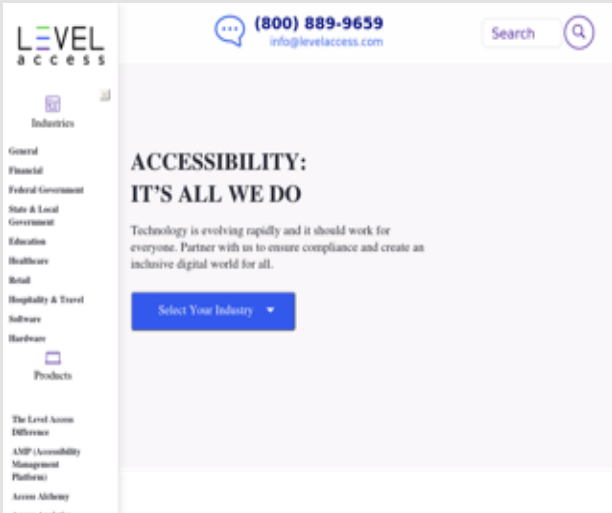 LEVEL
access
(800) 889-9659
info@levelaccess.com
Search
Industries
General
Financial
Federal Government
State & Local
Government
Education
Healthcare
Retail
Hospitality & Travel
Software
Hardware
Products
The Level Access
Difference
AMP (Accessibility
Management
Platform)
Access Alchemy
ACCESSIBILITY:
IT'S ALL WE DO
Technology is evolving rapidly and it should work for
everyone. Partner with us to ensure compliance and create an
inclusive digital world for all.
Select Your Industry